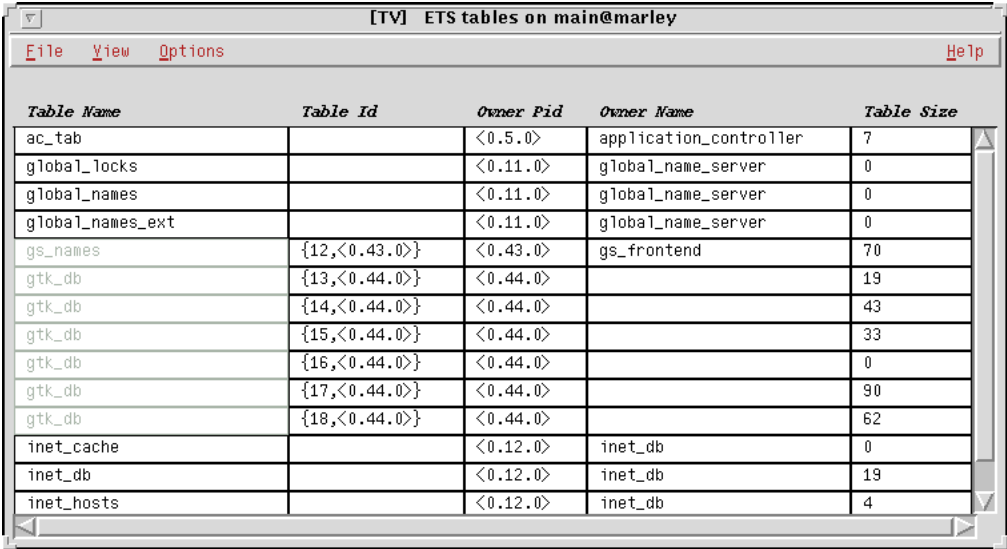 [TV] ETS tables on main@marley
File View Options Help
Table Name Table Id Owner Pid Owner Name Table Size
ac_tab <0.5.0> application_controller 7
global_locks <0.11.0> global_name_server 0
global_names <0.11.0> global_name_server 0
global_names_ext <0.11.0> global_name_server 0
gs_names {12,<0.43.0>} <0.43.0> gs_frontend 70
gtk_db {13,<0.44.0>} <0.44.0> 19
gtk_db {14,<0.44.0>} <0.44.0> 43
gtk_db {15,<0.44.0>} <0.44.0> 33
gtk_db {16,<0.44.0>} <0.44.0> 0
gtk_db {17,<0.44.0>} <0.44.0> 90
gtk_db {18,<0.44.0>} <0.44.0> 62
inet_cache <0.12.0> inet_db 0
inet_db <0.12.0> inet_db 19
inet_hosts <0.12.0> inet_db 4